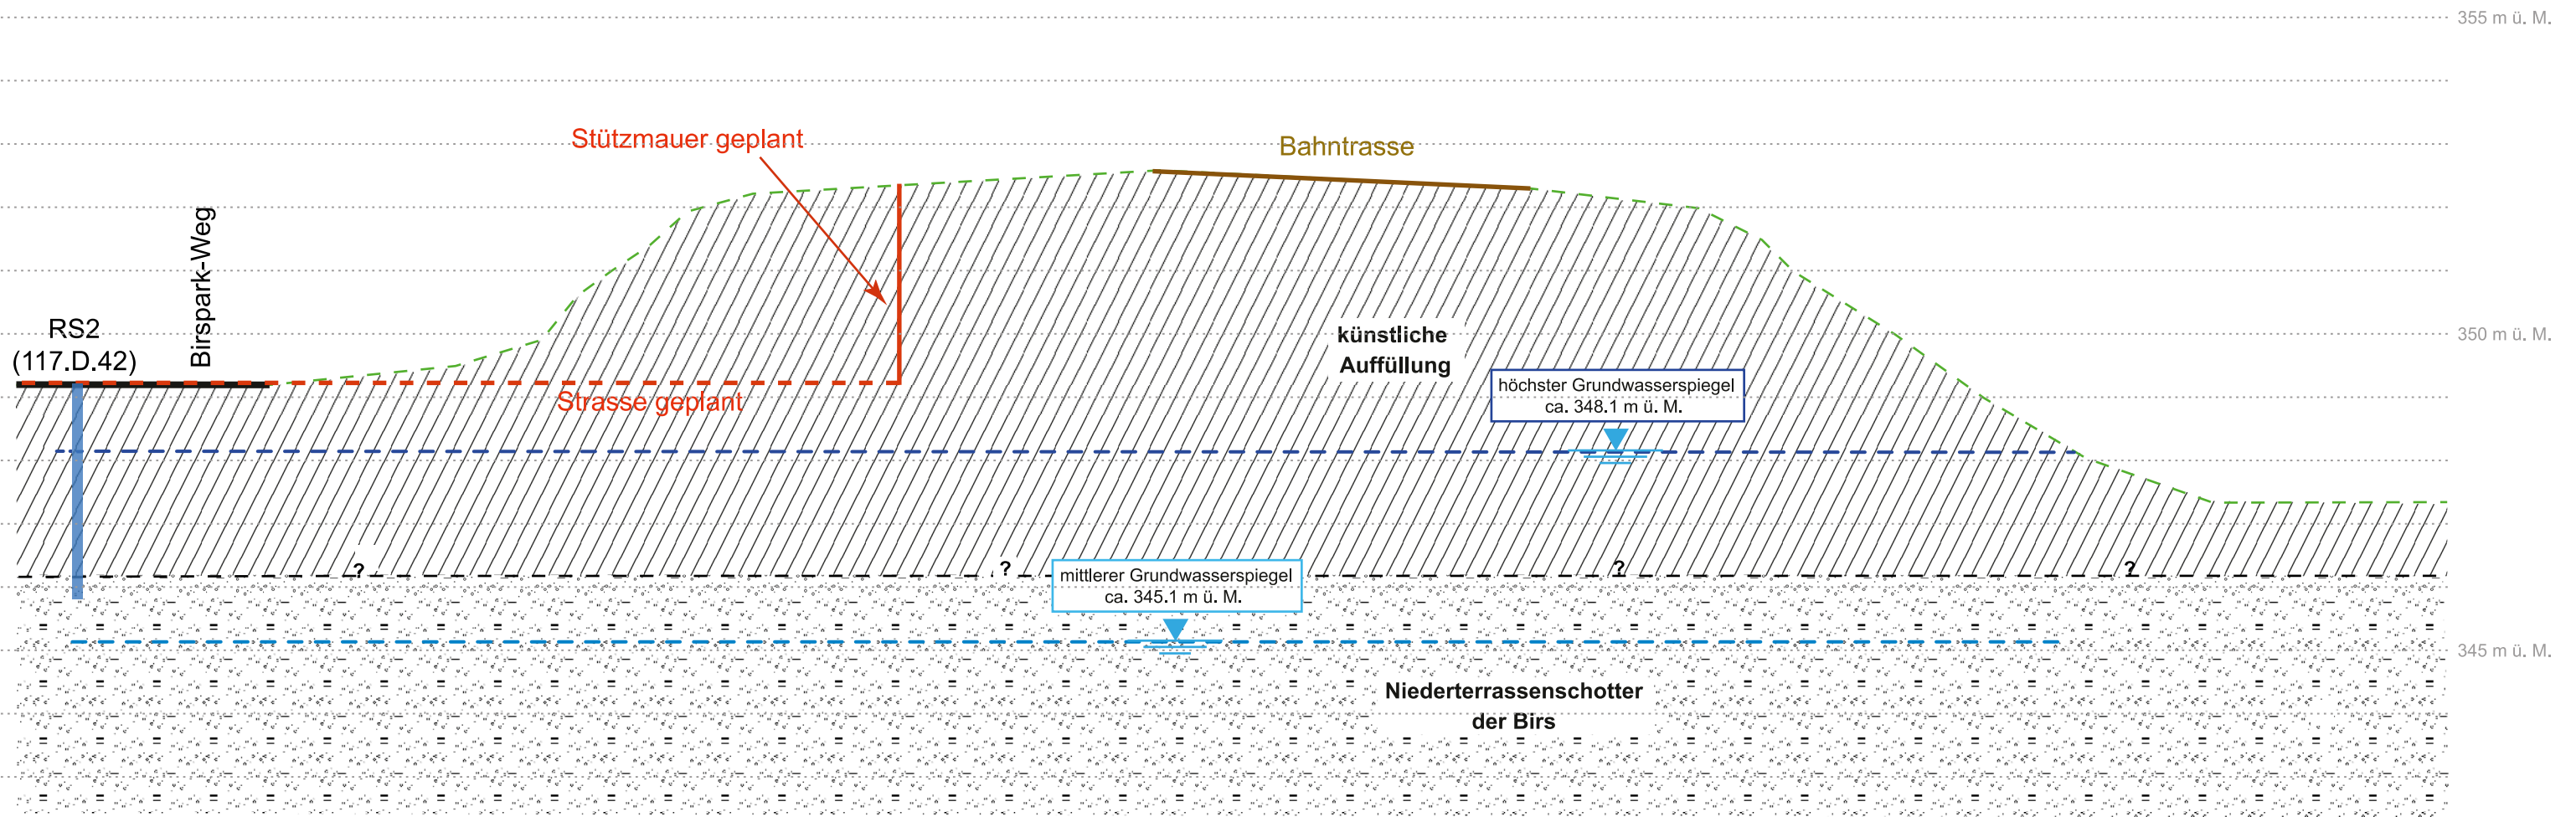 355 m ü. M.
Stützmauer geplant
Bahntrasse
Birspark-Weg
RS2
(117.D.42)
350 m ü. M.
künstliche
Auffüllung
höchster Grundwasserspiegel
ca. 348.1 m ü. M.
Strasse geplant
?
?
?
?
mittlerer Grundwasserspiegel
ca. 345.1 m ü. M.
345 m ü. M.
Niederterrassenschotter
der Birs